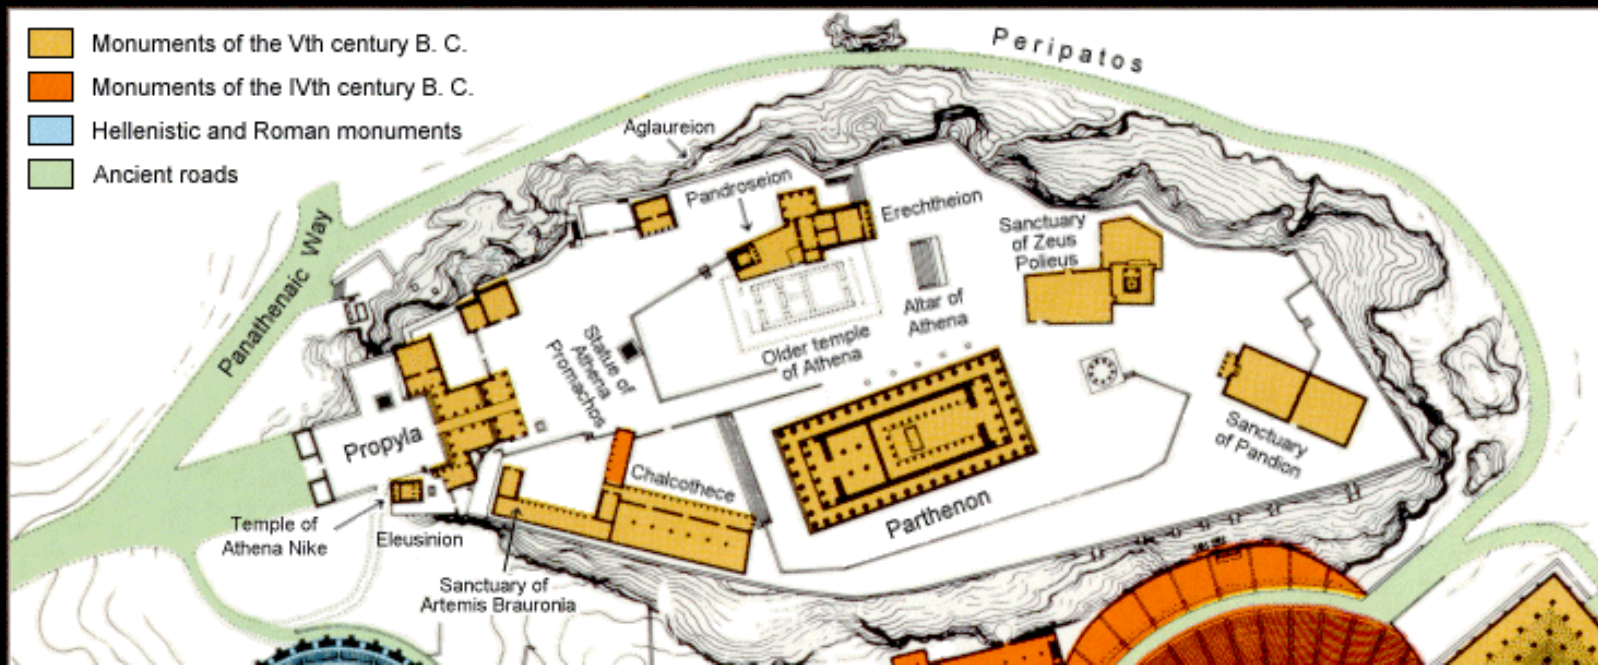 Monuments of the Vth century B. C.
Monuments of the IVth century B. C.
Hellenistic and Roman monuments
Ancient roads
Peripatos
Aglaureion
Pandroseion
Erechtheion
Sanctuary
of Zeus
Polieus
Panathenaic Way
Altar of
Athena
Statue of
Athena
Promachos
Older temple
of Athena
Propyla
Sanctuary
of Pandion
Chalcothece
Parthenon
Temple of
Athena Nike
Eleusinion
Sanctuary of
Artemis Brauronia